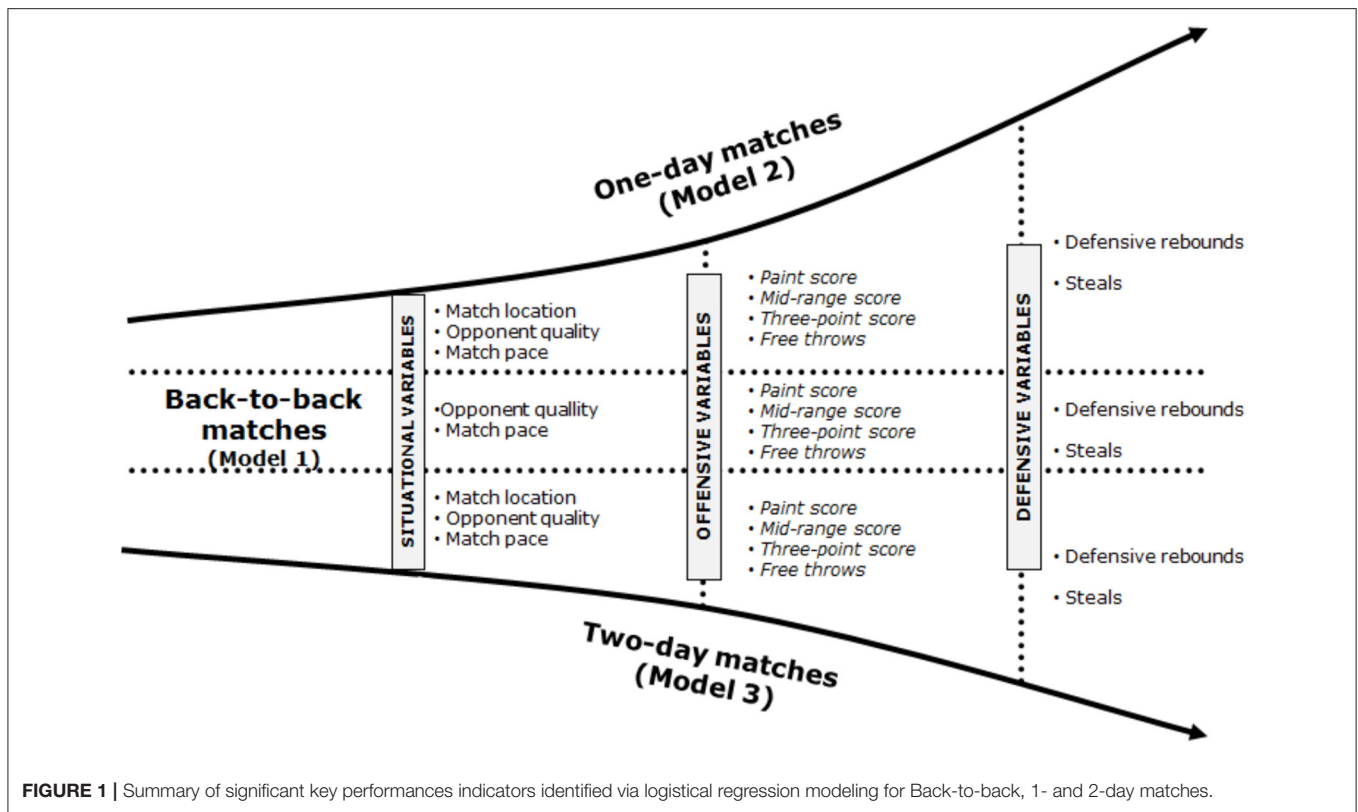 One-day matches
(Model 2)
SITUATIONAL VARIABLES
• Match location
• Opponent quality
• Match pace
OFFENSIVE VARIABLES
• Paint score
• Mid-range score
• Three-point score
• Free throws
DEFENSIVE VARIABLES
• Defensive rebounds
• Steals
Back-to-back
matches
(Model 1)
•Opponent quallity
• Match pace
• Paint score
• Mid-range score
• Three-point score
• Free throws
• Defensive rebounds
• Steals
• Match location
• Opponent quality
• Match pace
• Paint score
• Mid-range score
• Three-point score
• Free throws
• Defensive rebounds
• Steals
Two-day matches
(Model 3)
FIGURE 1 | Summary of significant key performances indicators identified via logistical regression modeling for Back-to-back, 1- and 2-day matches.